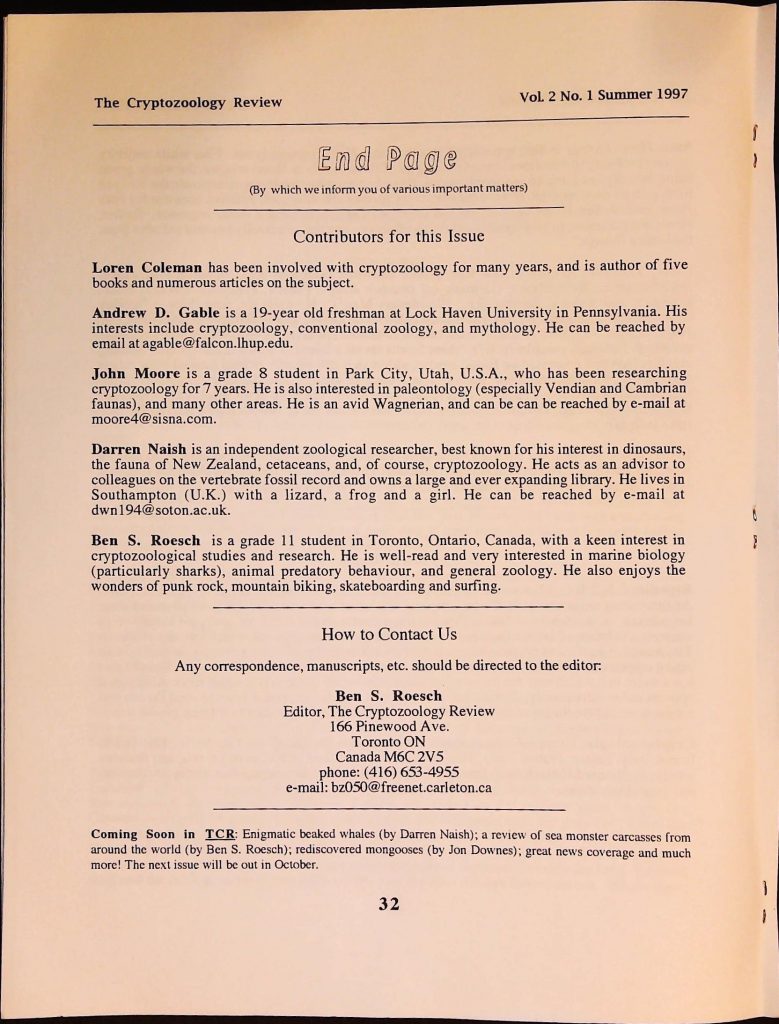 The Cryptozoology Review
Vol. 2 No. 1 Summer 1997
End Page
(By which we inform you of various important matters)
Contributors for this Issue
Loren Coleman has been involved with cryptozoology for many years, and is author of five
books and numerous articles on the subject.
Andrew D. Gable is a 19-year old freshman at Lock Haven University in Pennsylvania. His
interests include cryptozoology, conventional zoology, and mythology. He can be reached by
email at agable@falcon.lhup.edu.
John Moore is a grade 8 student in Park City, Utah, U.S.A., who has been researching
cryptozoology for 7 years. He is also interested in paleontology (especially Vendian and Cambrian
faunas), and many other areas. He is an avid Wagnerian, and can be can be reached by e-mail at
moore4@sisna.com.
Darren Naish is an independent zoological researcher, best known for his interest in dinosaurs,
the fauna of New Zealand, cetaceans, and, of course, cryptozoology. He acts as an advisor to
colleagues on the vertebrate fossil record and owns a large and ever expanding library. He lives in
Southampton (U.K.) with a lizard, a frog and a girl. He can be reached by e-mail at
dwn194@soton.ac.uk.
Ben S. Roesch is a grade 11 student in Toronto, Ontario, Canada, with a keen interest in
cryptozoological studies and research. He is well-read and very interested in marine biology
(particularly sharks), animal predatory behaviour, and general zoology. He also enjoys the
wonders of punk rock, mountain biking, skateboarding and surfing.
How to Contact Us
Any correspondence, manuscripts, etc. should be directed to the editor:
Ben S. Roesch
Editor, The Cryptozoology Review
166 Pinewood Ave.
Toronto ON
Canada M6C 2V5
phone: (416) 653-4955
e-mail: bz050@freenet.carleton.ca
Coming Soon in TCR: Enigmatic beaked whales (by Darren Naish); a review of sea monster carcasses from
around the world (by Ben S. Roesch); rediscovered mongooses (by Jon Downes); great news coverage and much
more! The next issue will be out in October.
32